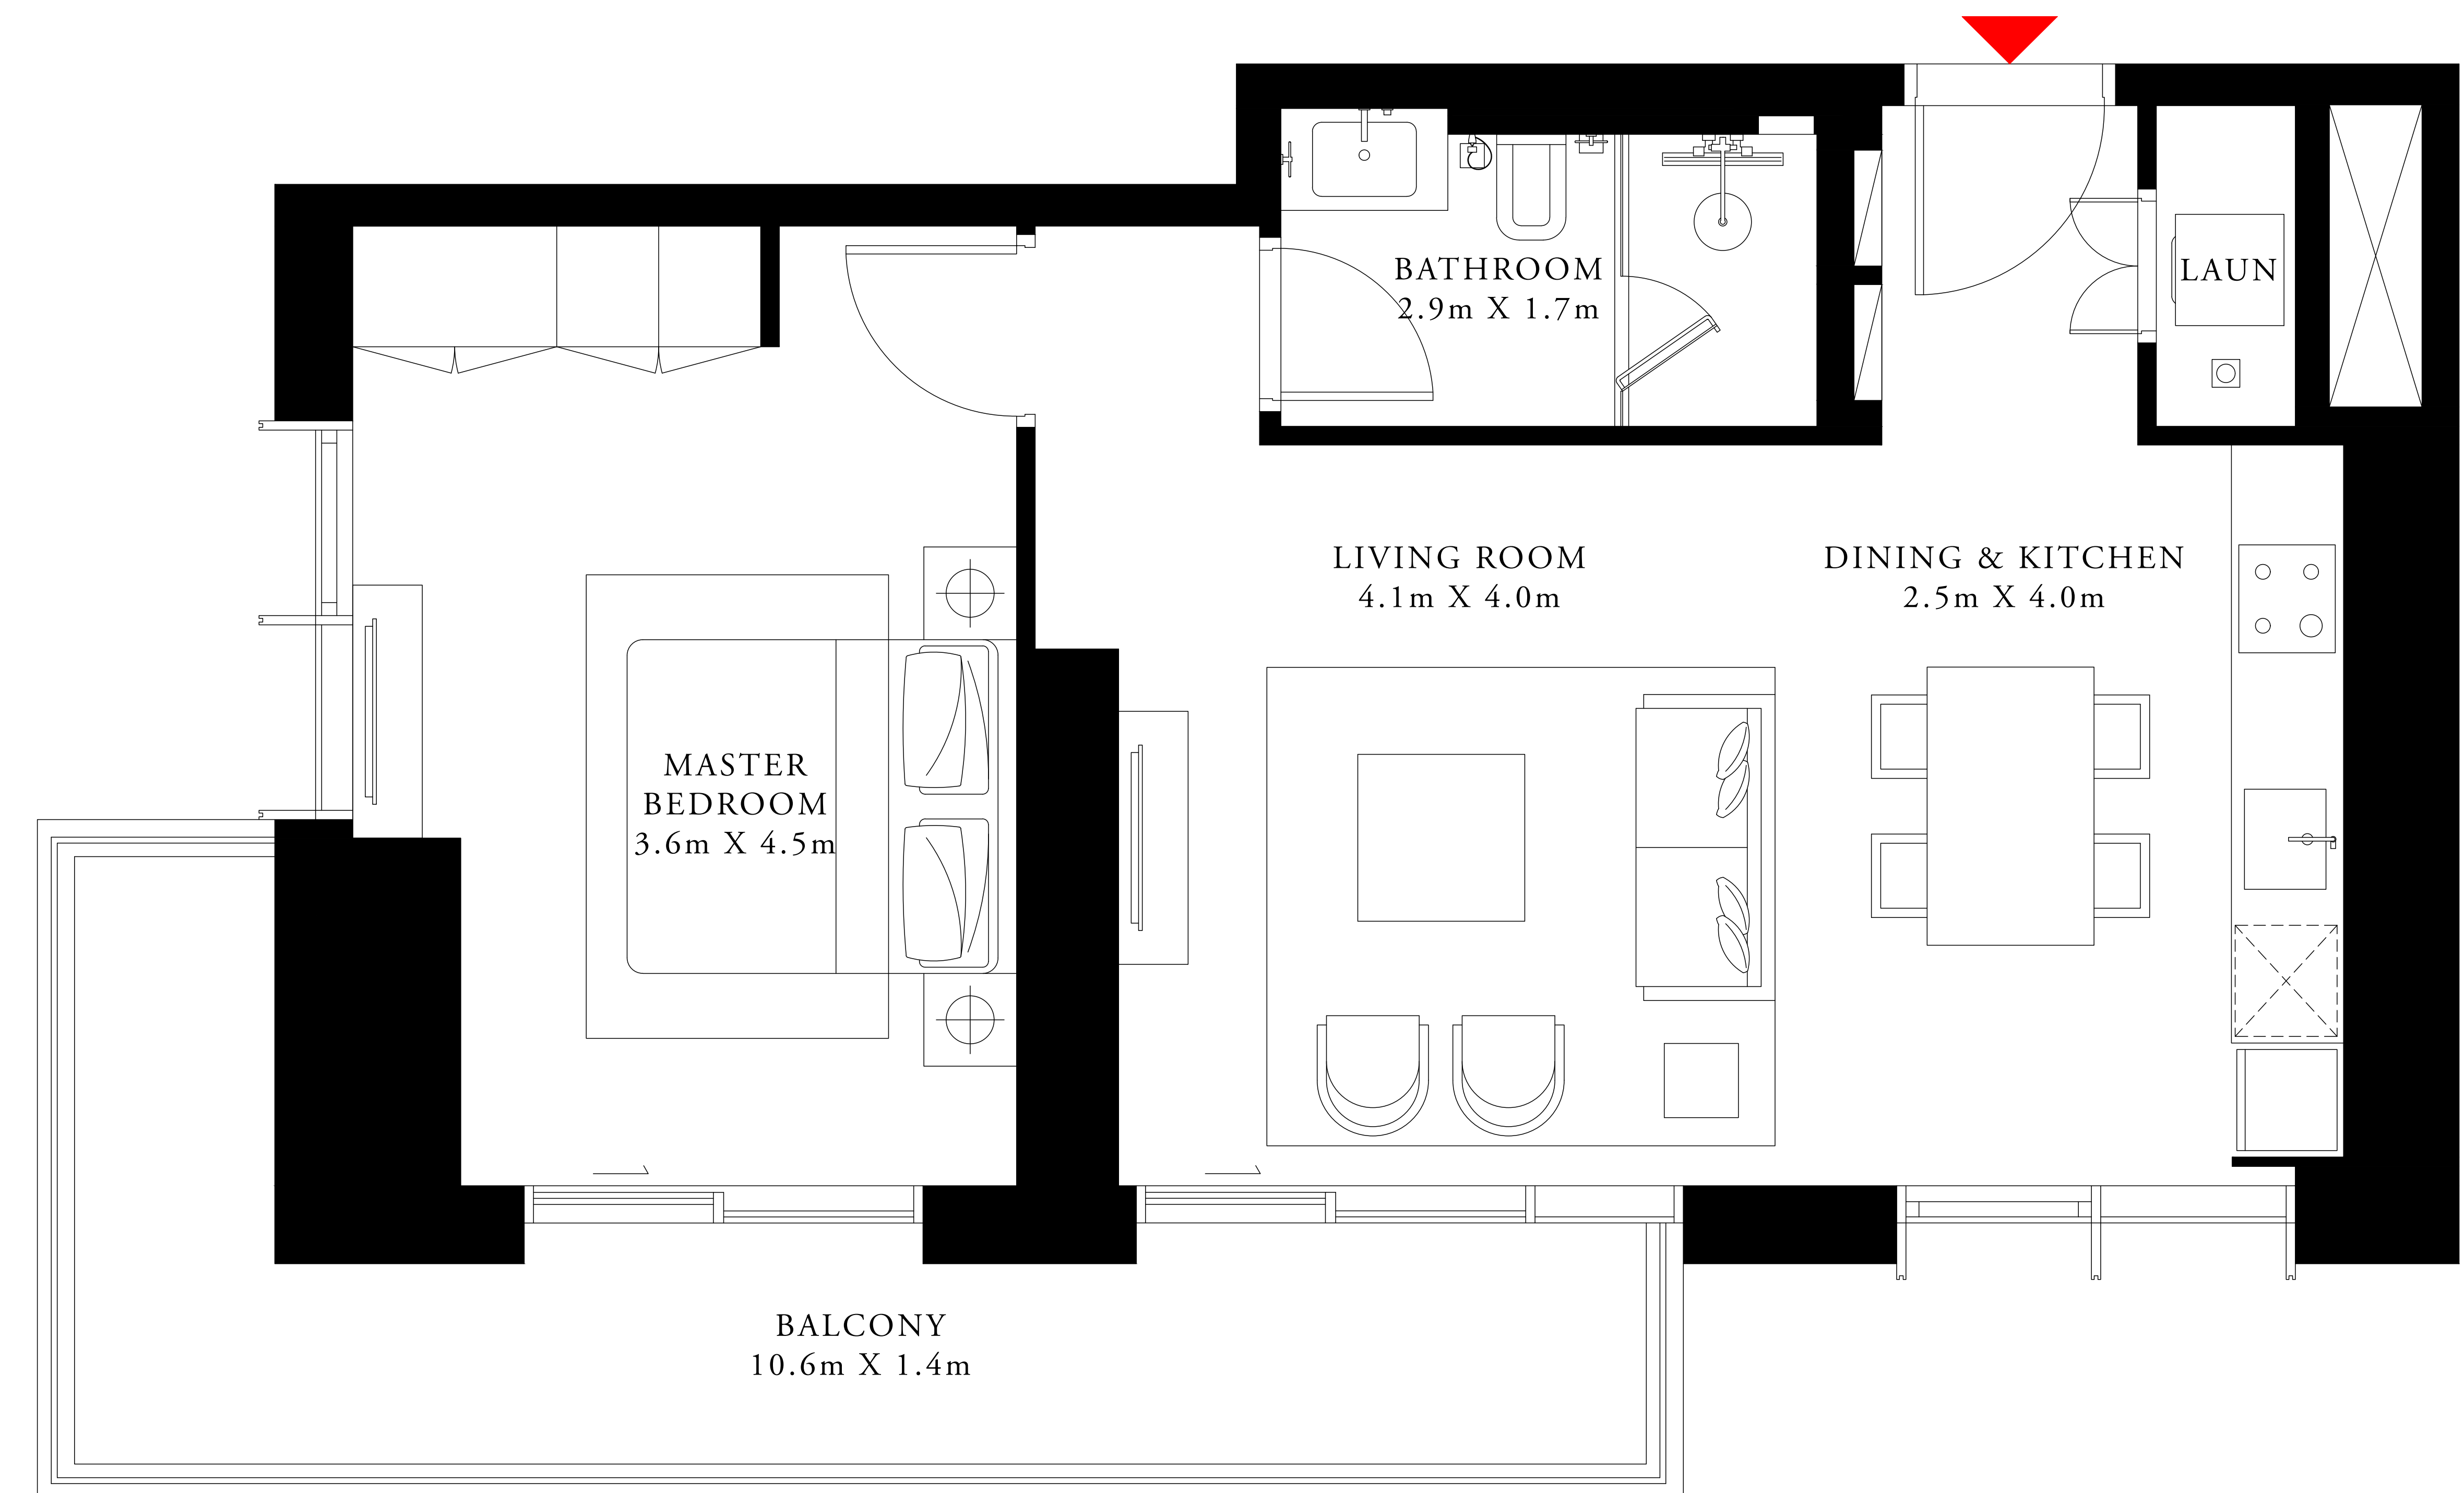 BATHROOM
2.9m X 1.7m
LAUN
LIVING ROOM
4.1m X 4.0m
DINING & KITCHEN
2.5m X 4.0m
MASTER
BEDROOM
3.6m X 4.5m
BALCONY
10.6m X 1.4m